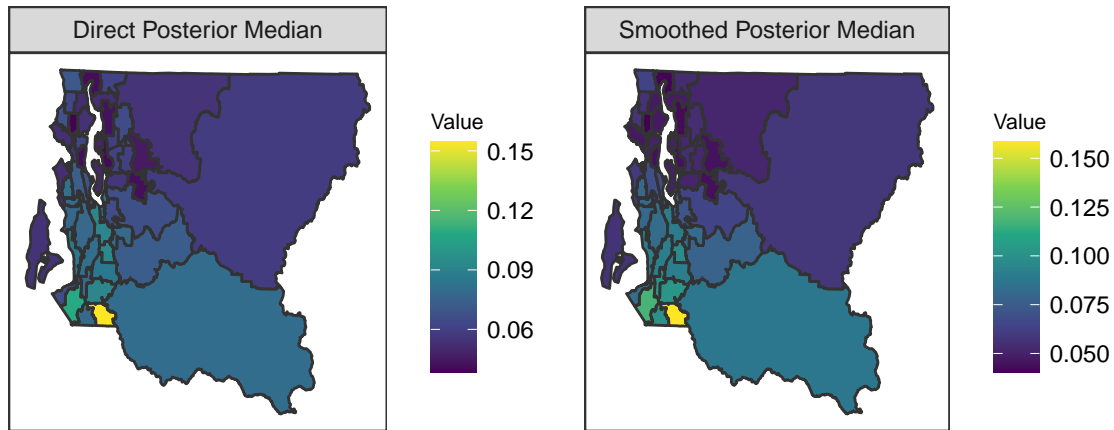 Direct Posterior Median
Value
0.15
0.12
0.09
0.06
Smoothed Posterior Median
Value
0.150
0.125
0.100
0.075
0.050